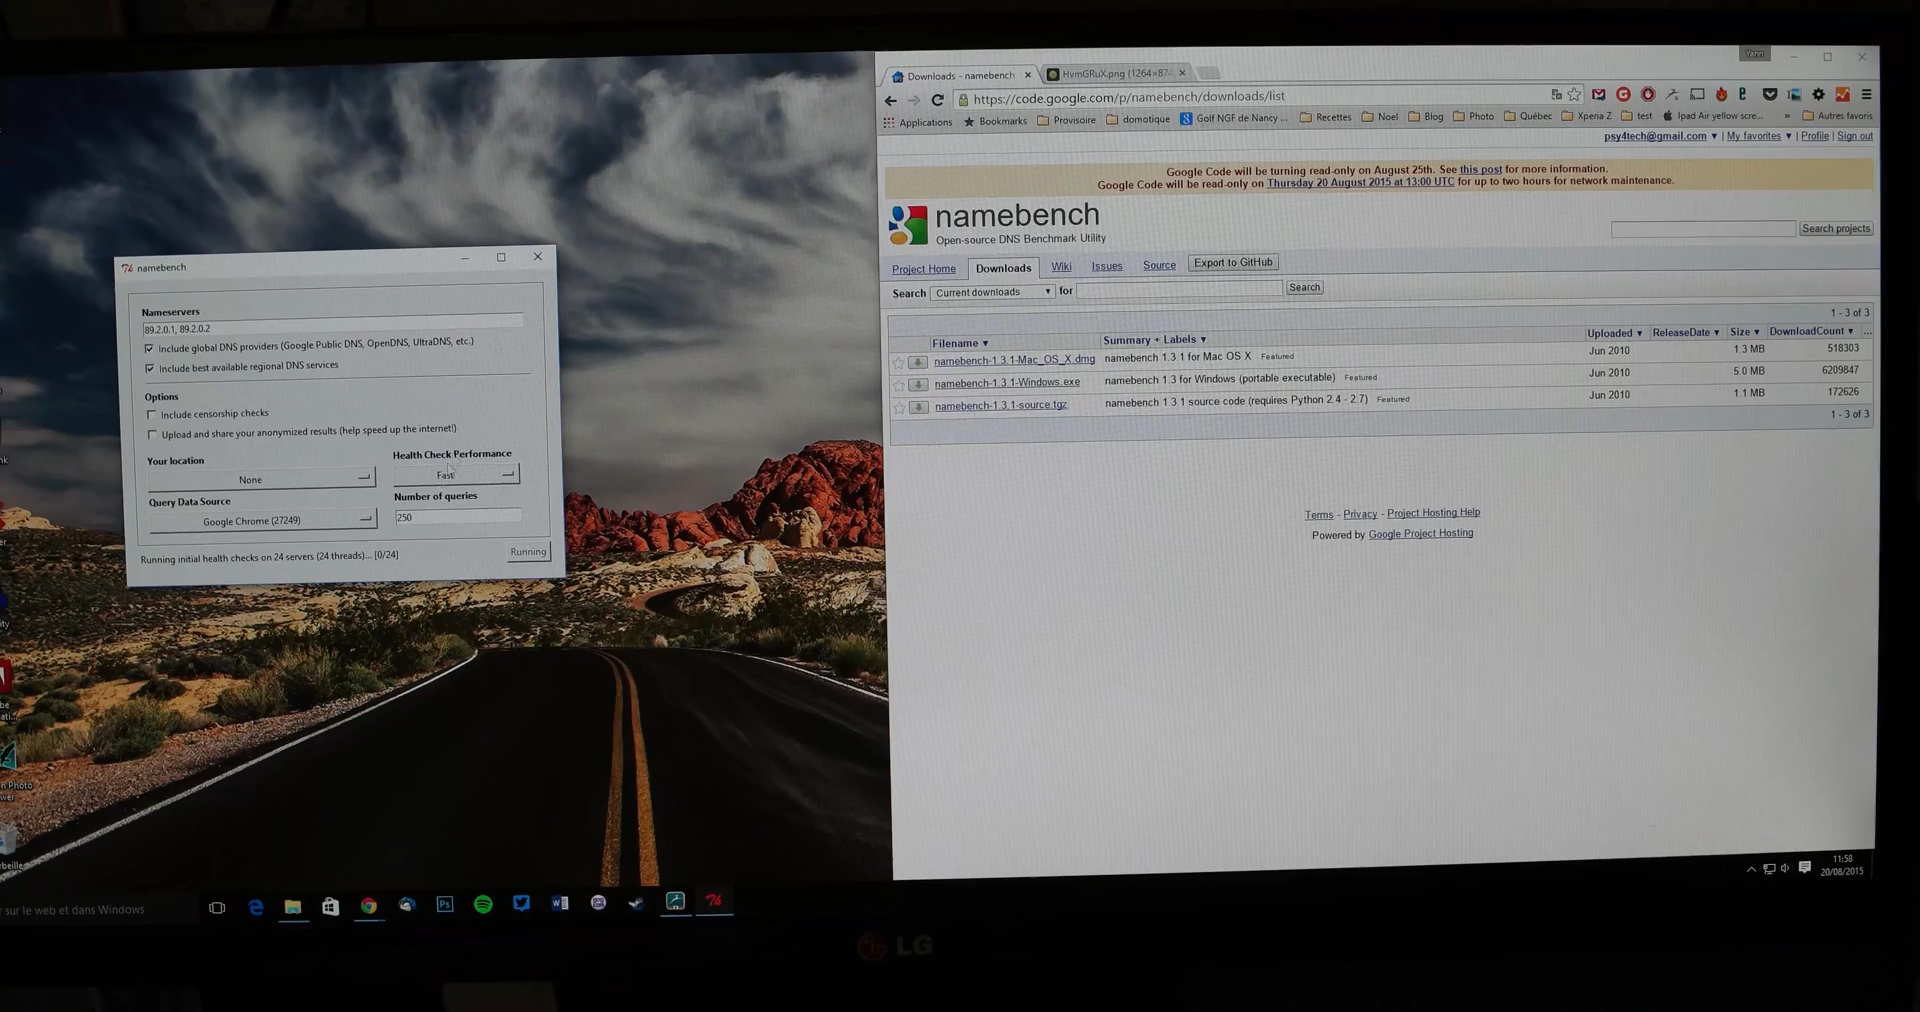 namebench
Nameservers
89.2.0.1, 89.2.0.2
Include global DNS providers (Google Public DNS, OpenDNS, UltraDNS, etc.)
Include best available regional DNS services
Options
Include censorship checks
Upload and share your anonymized results (help speed up the internet!)
Your location
Health Check Performance
None
Fast
Query Data Source
Number of queries
Google Chrome (27249)
250
Running initial health checks on 24 servers (24 threads)... [0/24]
Running
n Photo
sur le web et dans Windows
Ps
Yann
Downloads - namebench
HvmGRuX.png (1264×87
https://code.google.com/p/namebench/downloads/list
Applications
Bookmarks
Provisoire
domotique
Golf NGF de Nancy ...
Recettes
Noel
Blog
Photo
Québec
Xperia Z
test
Ipad Air yellow scre...
»
Autres favoris
psy4tech@gmail.com ▼ | My favorites ▼ | Profile | Sign out
Google Code will be turning read-only on August 25th. See this post for more information.
Google Code will be read-only on Thursday 20 August 2015 at 13:00 UTC for up to two hours for network maintenance.
namebench
Open-source DNS Benchmark Utility
Search projects
Project Home
Downloads
Wiki
Issues
Source
Export to GitHub
Search
Current downloads
for
Search
1 - 3 of 3
Filename ▼ Summary + Labels ▼ Uploaded ▼ ReleaseDate ▼ Size ▼ DownloadCount ▼ ...
namebench-1.3.1-Mac_OS_X.dmg namebench 1.3.1 for Mac OS X Featured Jun 2010 1.3 MB 518303
namebench-1.3.1-Windows.exe namebench 1.3 for Windows (portable executable) Featured Jun 2010 5.0 MB 6209847
namebench-1.3.1-source.tgz namebench 1.3.1 source code (requires Python 2.4 - 2.7) Featured Jun 2010 1.1 MB 172626
1 - 3 of 3
Terms - Privacy - Project Hosting Help
Powered by Google Project Hosting
11:58
20/08/2015
LG